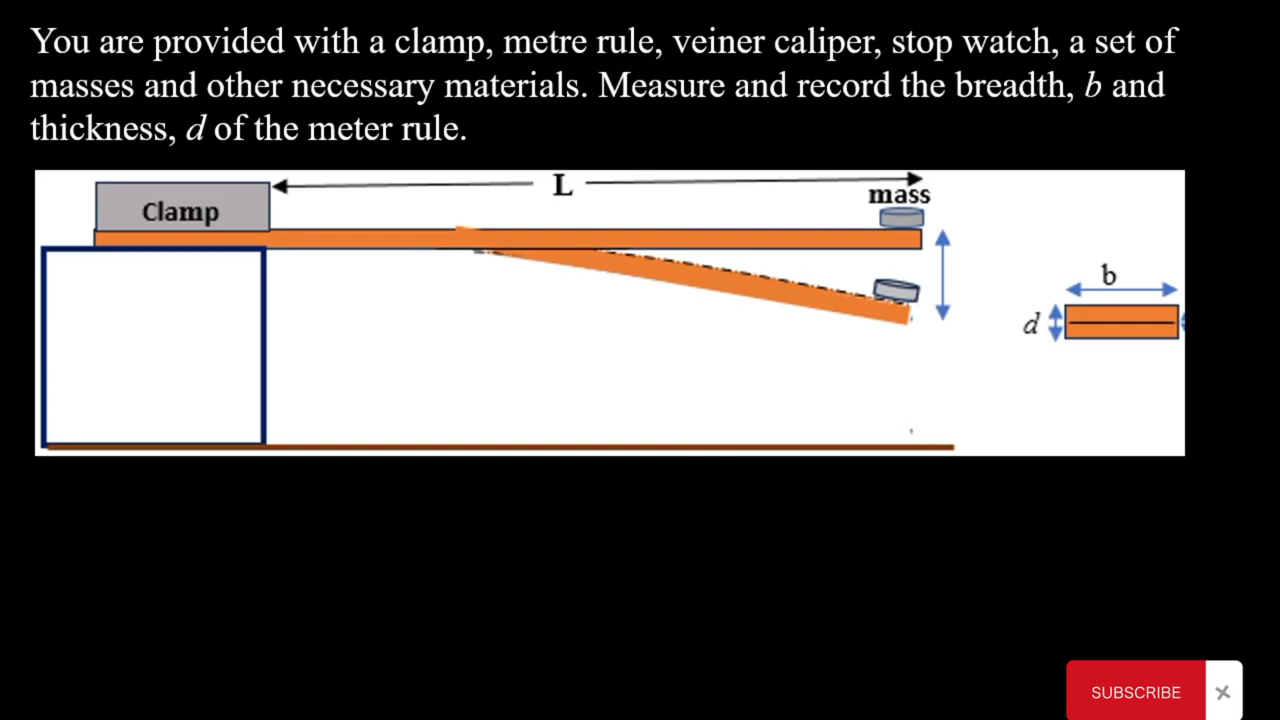 You are provided with a clamp, metre rule, veiner caliper, stop watch, a set of
masses and other necessary materials. Measure and record the breadth, b and
thickness, d of the meter rule.
L
mass
Clamp
b
d
SUBSCRIBE